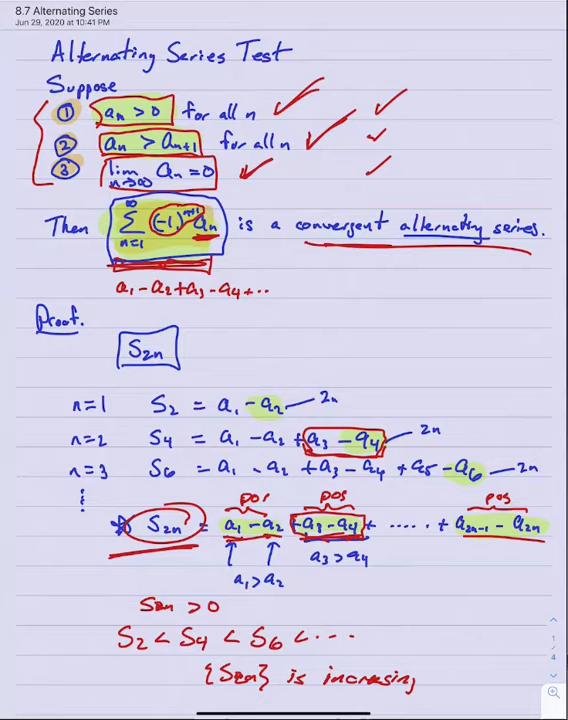 8.7 Alternating Series
Jun 29, 2020 at 10:41 PM
Alternating Series Test
Suppose
① aₙ > 0 for all n
② aₙ > aₙ₊₁ for all n
③ lim n→∞ aₙ = 0
Then ∑ n=1 ∞ (-1)ⁿ⁺¹ aₙ is a convergent alternating series.
a₁ - a₂ + a₃ - a₄ + ...
Proof.
S₂ₙ
n=1 S₂ = a₁ - a₂ 2n
n=2 S₄ = a₁ - a₂ + a₃ - a₄ 2n
n=3 S₆ = a₁ - a₂ + a₃ - a₄ + a₅ - a₆ 2n
⋮
pos pos pos
* S₂ₙ = a₁ - a₂ + a₃ - a₄ + ..... + a₂ₙ₋₁ - a₂ₙ
↑ ↑ a₃ > a₄
a₁ > a₂
S₂ₙ > 0
S₂ < S₄ < S₆ < ...
{S₂ₙ} is increasing
1
/
4